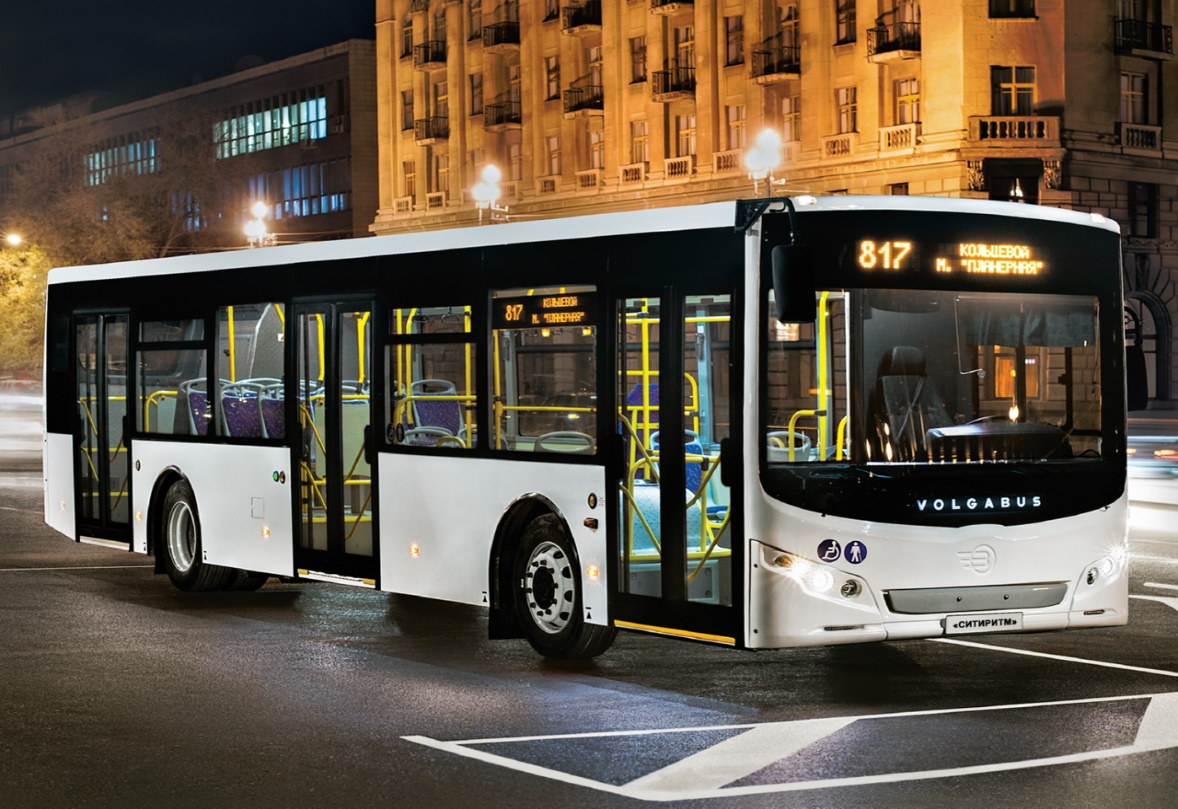 817
КОЛЬЦЕВОЙ
М. "ПЛАНЕРНАЯ"
817
КОЛЬЦЕВОЙ
М. "ПЛАНЕРНАЯ"
VOLGABUS
«СИТИРИТМ»